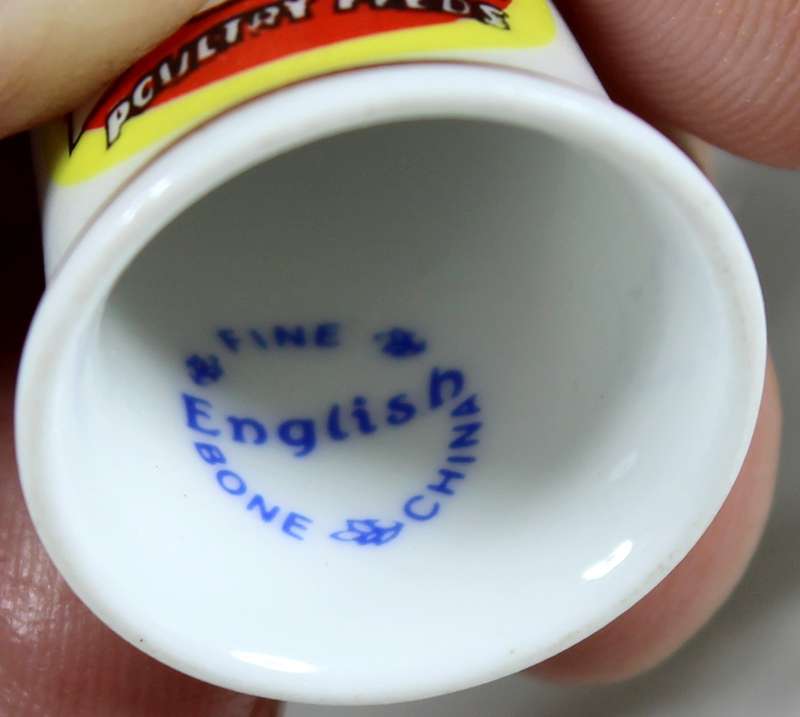 POULTRY FEEDS
FINE
English
BONE CHINA